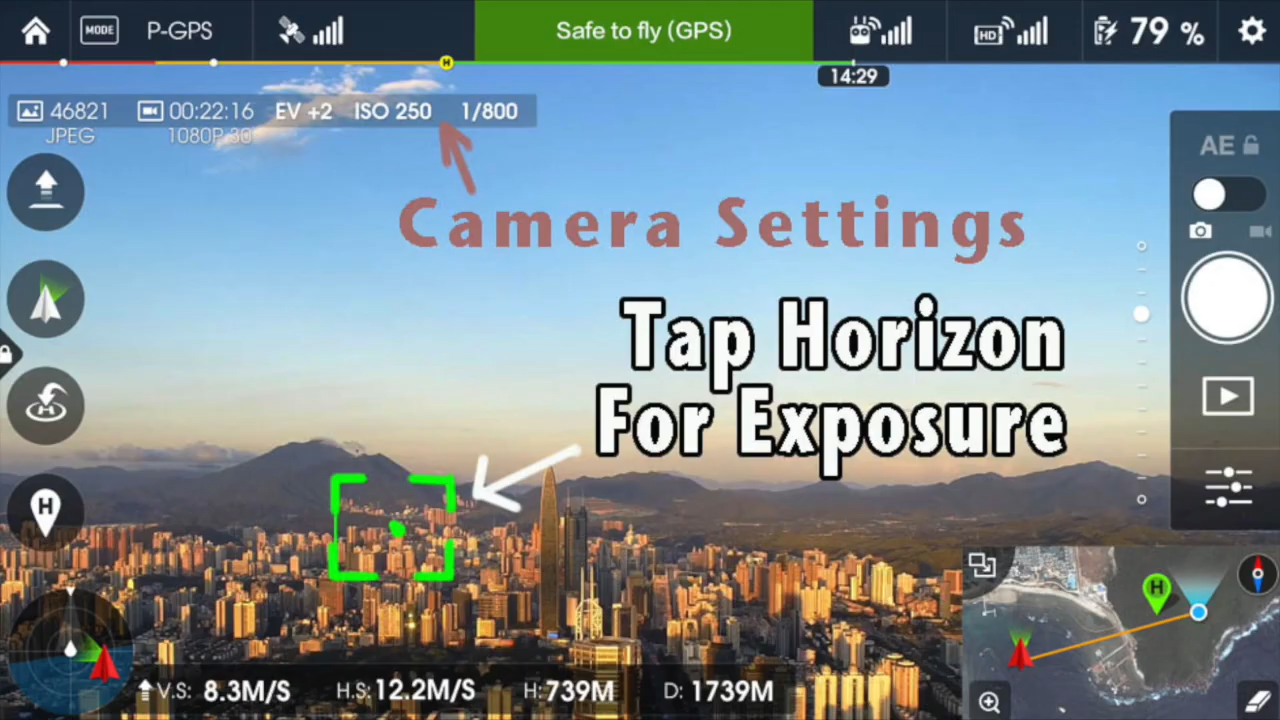 MODE P-GPS Safe to fly (GPS) HD 79 %
H
14:29
46821 00:22:16 EV +2 ISO 250 1/800
JPEG 1080P 30
AE
Camera Settings
Tap Horizon
For Exposure
H
H
H
V.S: 8.3M/S H.S: 12.2M/S H: 739M D: 1739M